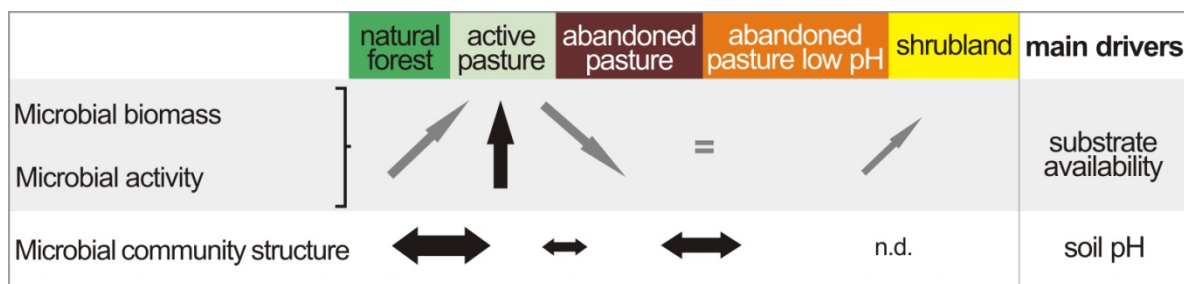 natural forest
active pasture
abandoned pasture
abandoned pasture low pH
shrubland
main drivers
Microbial biomass
Microbial activity
=
substrate availability
Microbial community structure
n.d.
soil pH